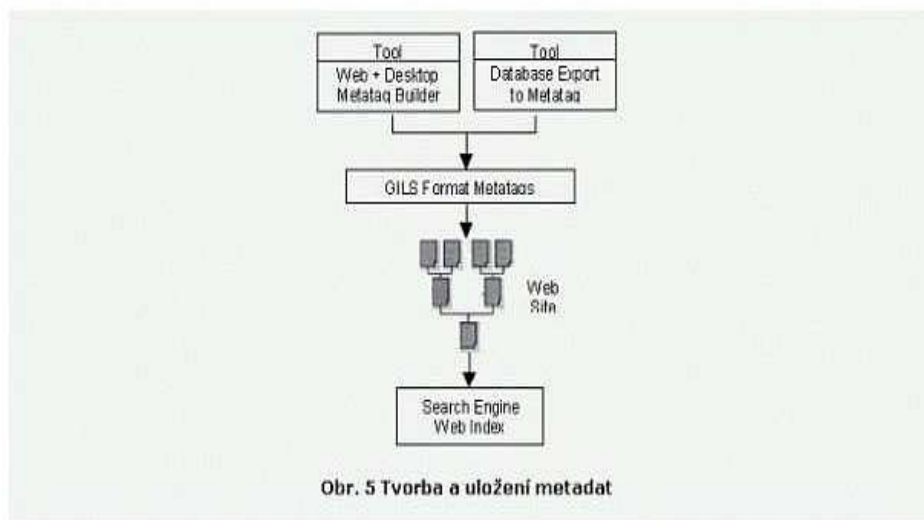 Tool
Web + Desktop
Metatag Builder
Tool
Database Export
to Metatag
GILS Format Metatags
Web
Site
Search Engine
Web Index
Obr. 5 Tvorba a uložení metadat